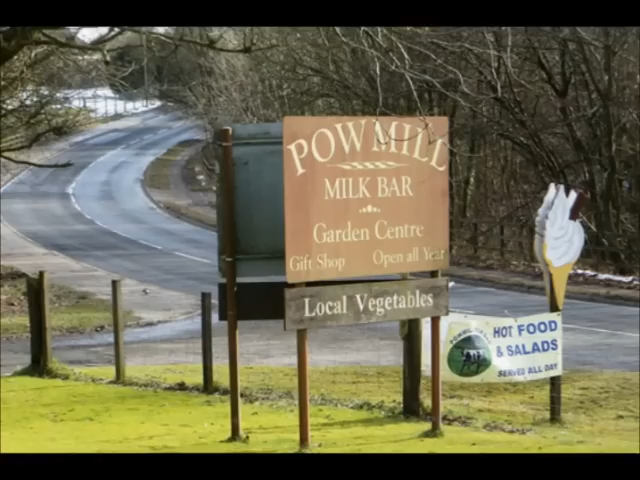 POWMILL
MILK BAR
Garden Centre
Gift Shop Open all Year
Local Vegetables
HOT FOOD
& SALADS
SERVED ALL DAY